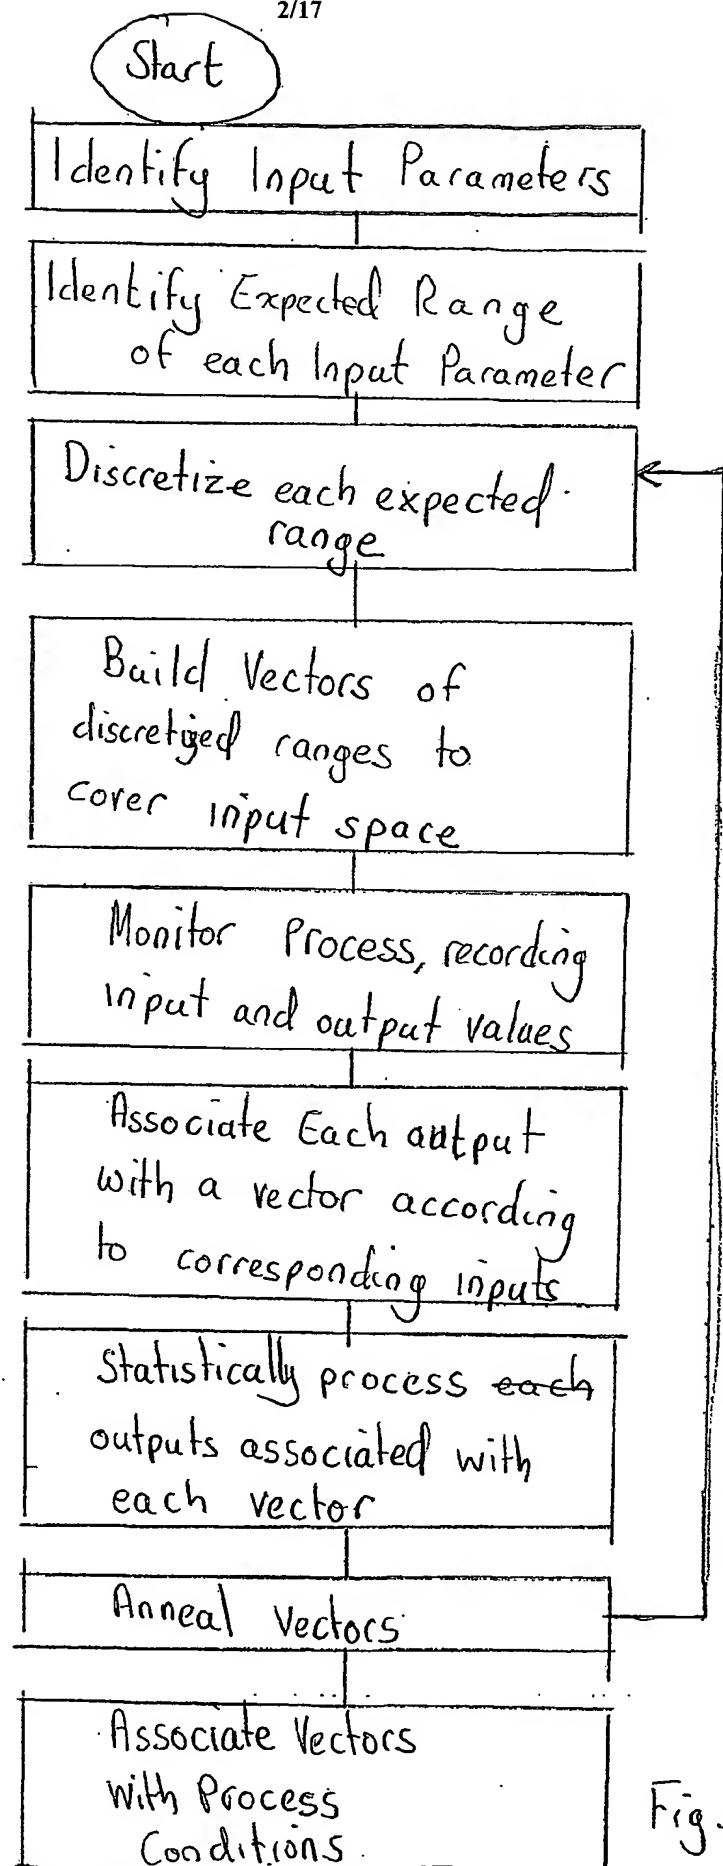 2/17
Start
Identify Input Parameters
Identify Expected Range
of each Input Parameter
Discretize each expected
range
Build Vectors of
discretized ranges to
cover input space
Monitor Process, recording
input and output values
Associate Each output
with a vector according
to corresponding inputs
Statistically process each
outputs associated with
each vector
Anneal Vectors
Associate Vectors
with Process
Conditions
Fig.